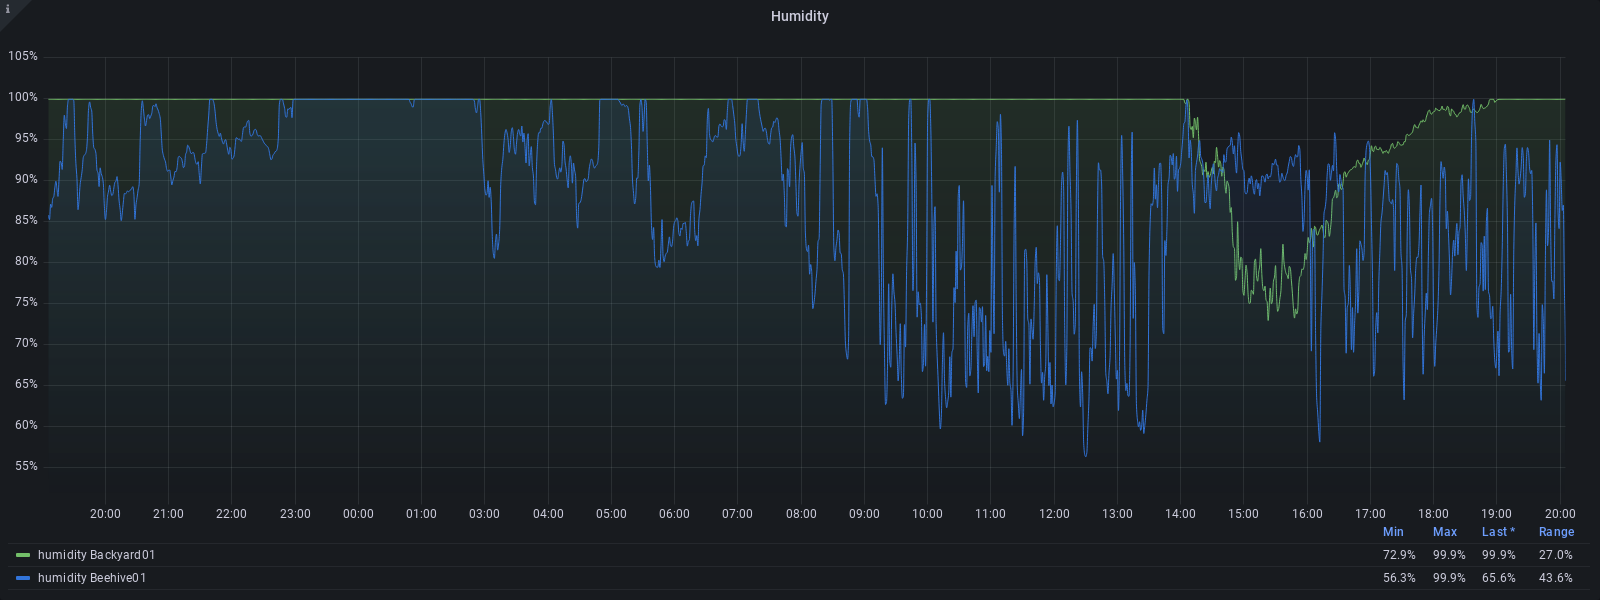 i
Humidity
105%
100%
95%
90%
85%
80%
75%
70%
65%
60%
55%
20:00 21:00 22:00 23:00 00:00 01:00 03:00 04:00 05:00 06:00 07:00 08:00 09:00 10:00 11:00 12:00 13:00 14:00 15:00 16:00 17:00 18:00 19:00 20:00
Min Max Last * Range
humidity Backyard01 72.9% 99.9% 99.9% 27.0%
humidity Beehive01 56.3% 99.9% 65.6% 43.6%